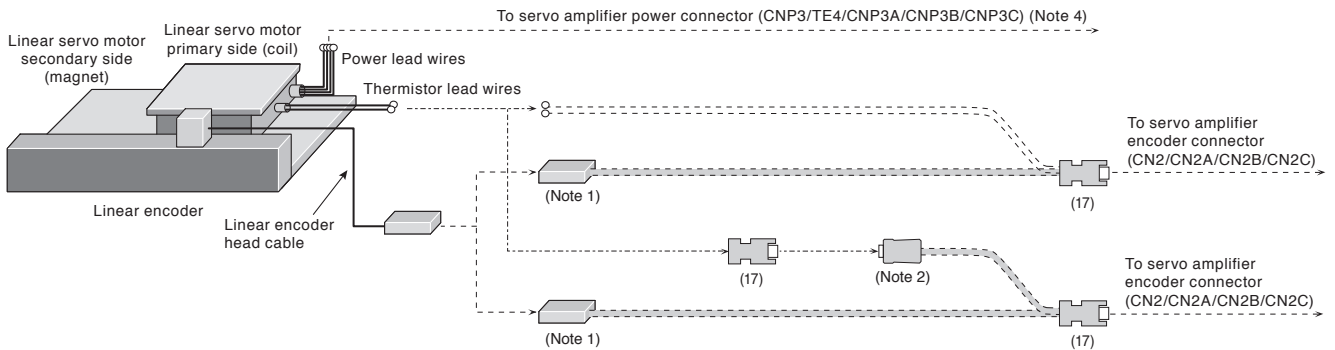 To servo amplifier power connector (CNP3/TE4/CNP3A/CNP3B/CNP3C) (Note 4)
Linear servo motor
secondary side
(magnet)
Linear servo motor
primary side (coil)
Power lead wires
Thermistor lead wires
To servo amplifier
encoder connector
(CN2/CN2A/CN2B/CN2C)
(Note 1)
(17)
Linear encoder
Linear encoder
head cable
(17)
(Note 2)
To servo amplifier
encoder connector
(CN2/CN2A/CN2B/CN2C)
(Note 1)
(17)